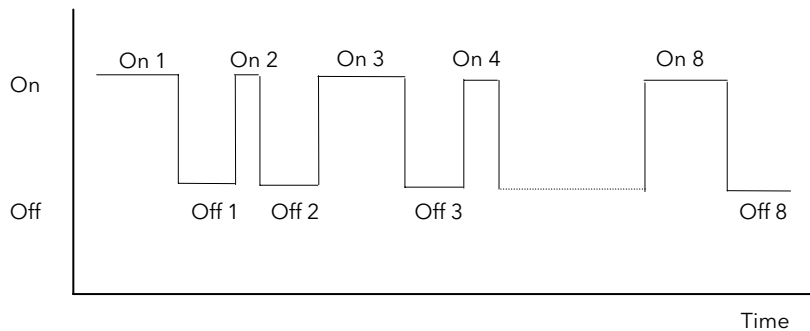 On 1 On 2 On 3 On 4 On 8
On
Off 1 Off 2 Off 3 Off 8
Off
Time